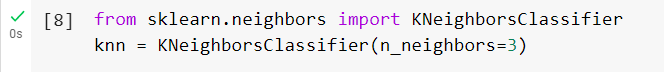 [8] from sklearn.neighbors import KNeighborsClassifier
0s knn = KNeighborsClassifier(n_neighbors=3)